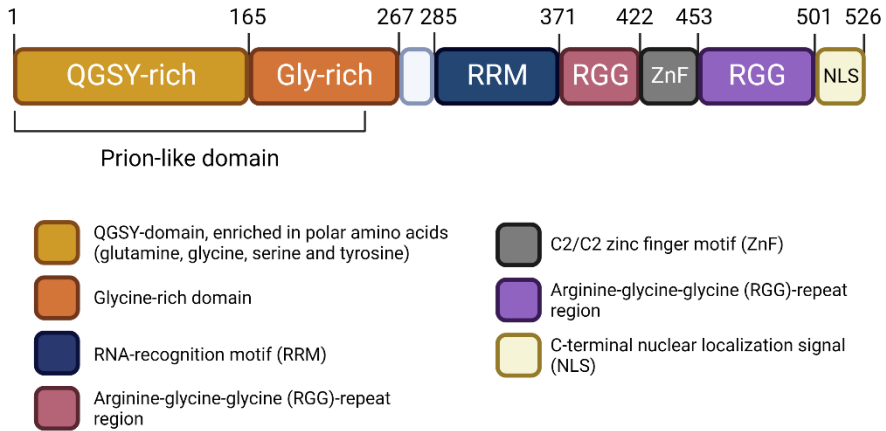 1 165 267 285 371 422 453 501 526
QGSY-rich Gly-rich RRM RGG ZnF RGG NLS
Prion-like domain
QGSY-domain, enriched in polar amino acids
(glutamine, glycine, serine and tyrosine)
Glycine-rich domain
RNA-recognition motif (RRM)
Arginine-glycine-glycine (RGG)-repeat
region
C2/C2 zinc finger motif (ZnF)
Arginine-glycine-glycine (RGG)-repeat
region
C-terminal nuclear localization signal
(NLS)